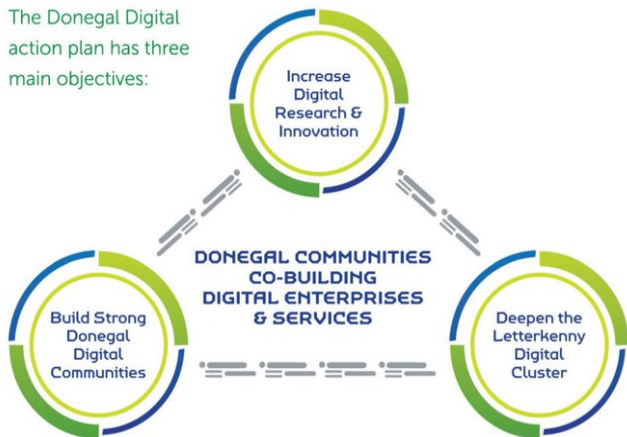 The Donegal Digital
action plan has three
main objectives:
Increase
Digital
Research &
Innovation
DONEGAL COMMUNITIES
CO-BUILDING
DIGITAL ENTERPRISES
& SERVICES
Build Strong
Donegal
Digital
Communities
Deepen the
Letterkenny
Digital
Cluster